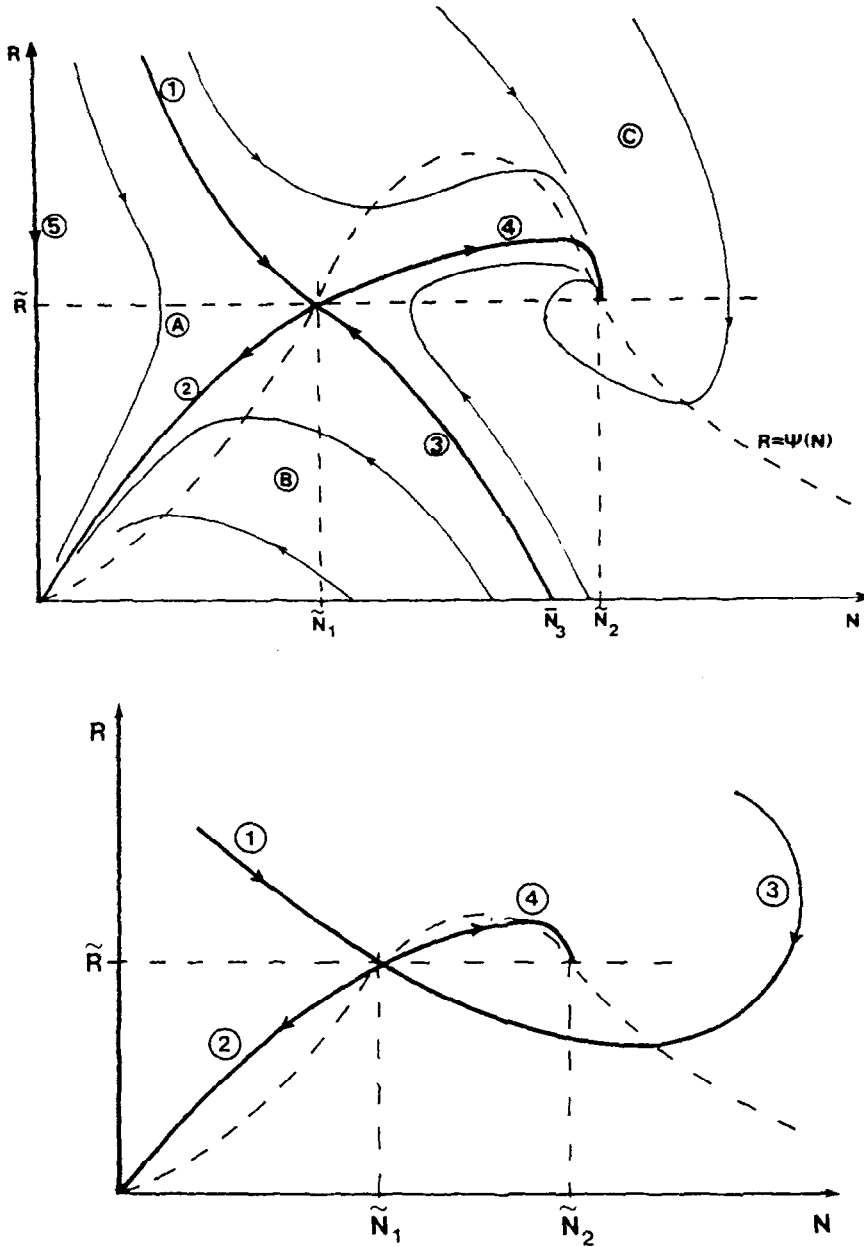 R
①
Ⓒ
⑤
④
R̃
Ⓐ
②
③
R=Ψ(N)
Ⓑ
Ñ₁
N̄₃
Ñ₂
N
R
①
④
③
R̃
②
Ñ₁
Ñ₂
N